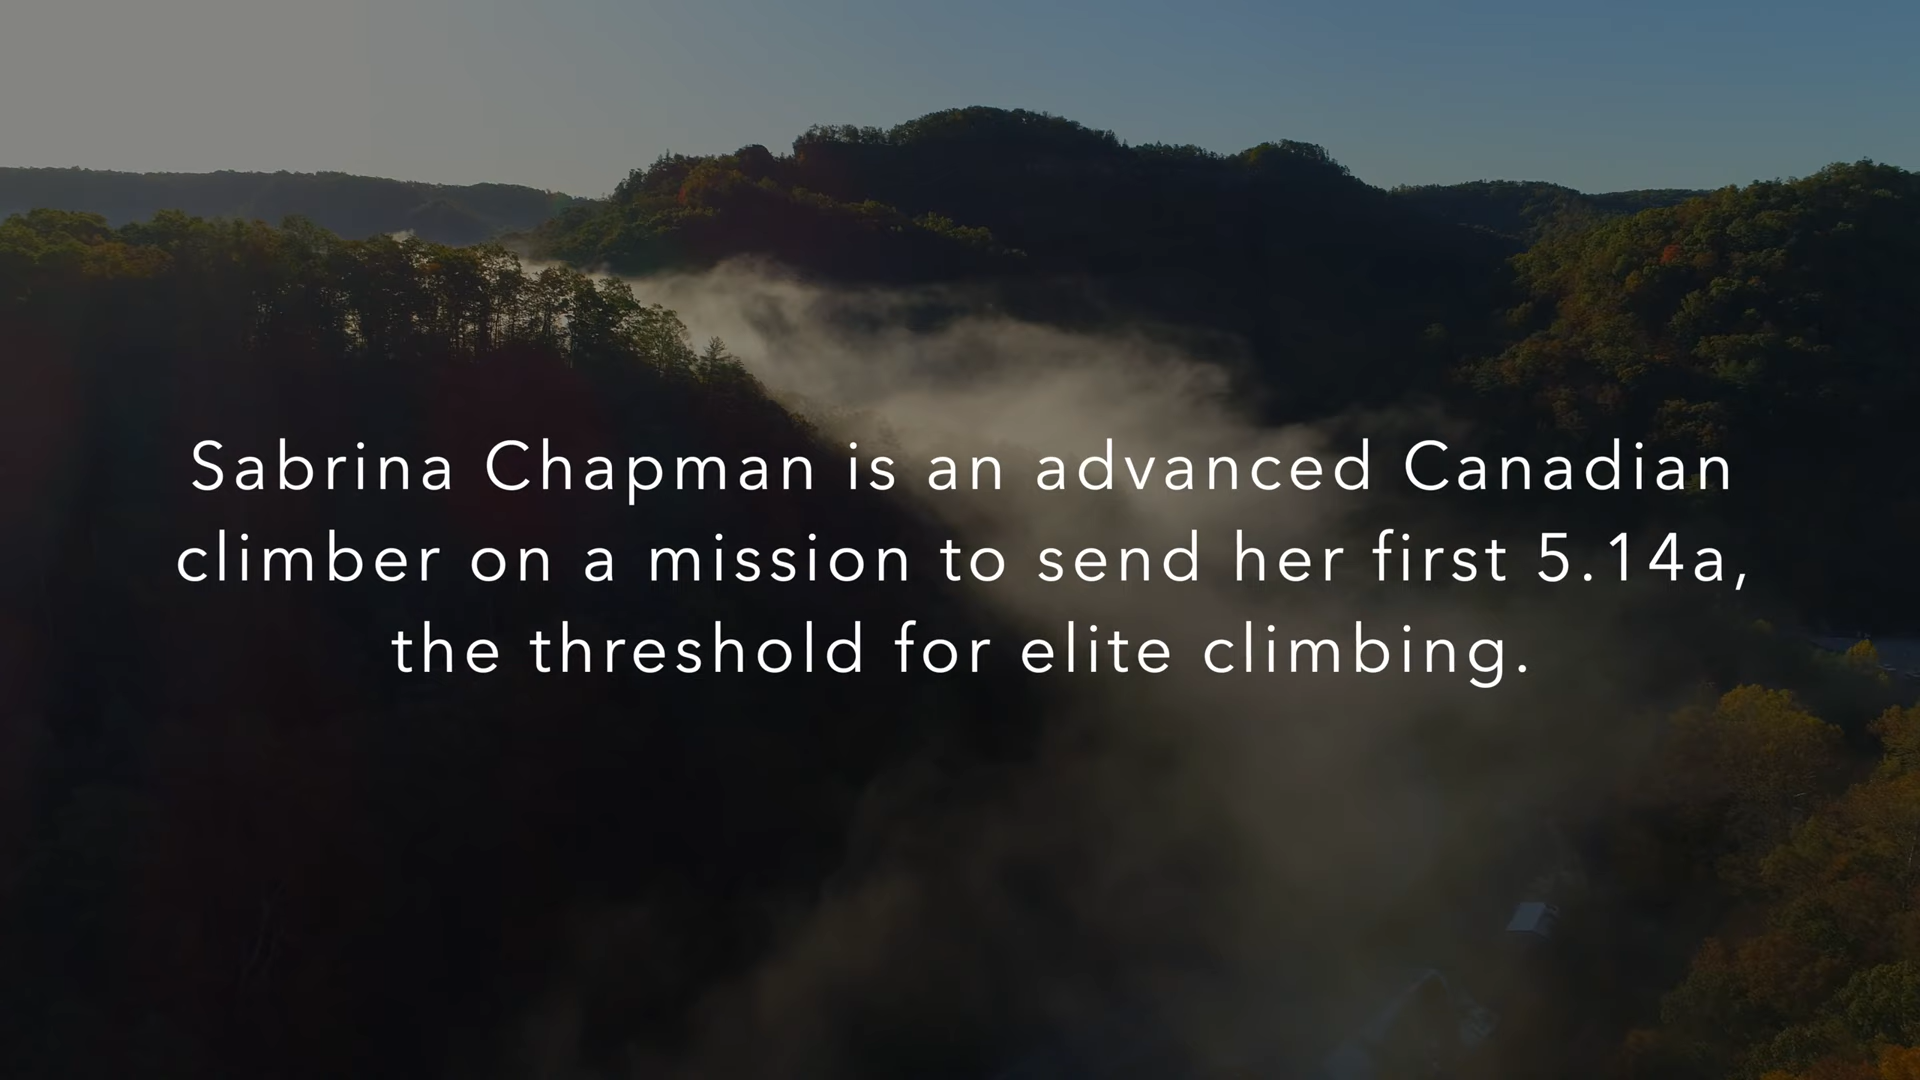 Sabrina Chapman is an advanced Canadian
climber on a mission to send her first 5.14a,
the threshold for elite climbing.